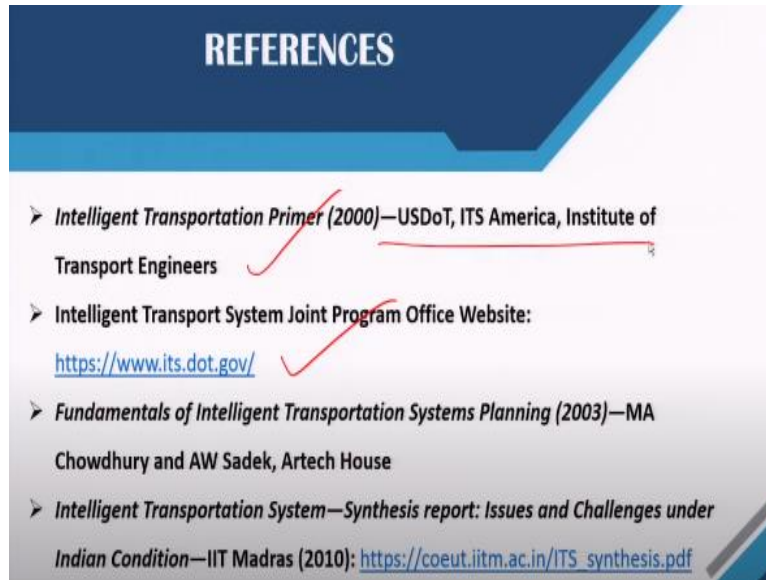 REFERENCES
➢ Intelligent Transportation Primer (2000)—USDoT, ITS America, Institute of
Transport Engineers
➢ Intelligent Transport System Joint Program Office Website:
https://www.its.dot.gov/
➢ Fundamentals of Intelligent Transportation Systems Planning (2003)—MA
Chowdhury and AW Sadek, Artech House
➢ Intelligent Transportation System—Synthesis report: Issues and Challenges under
Indian Condition—IIT Madras (2010): https://coeut.iitm.ac.in/ITS_synthesis.pdf